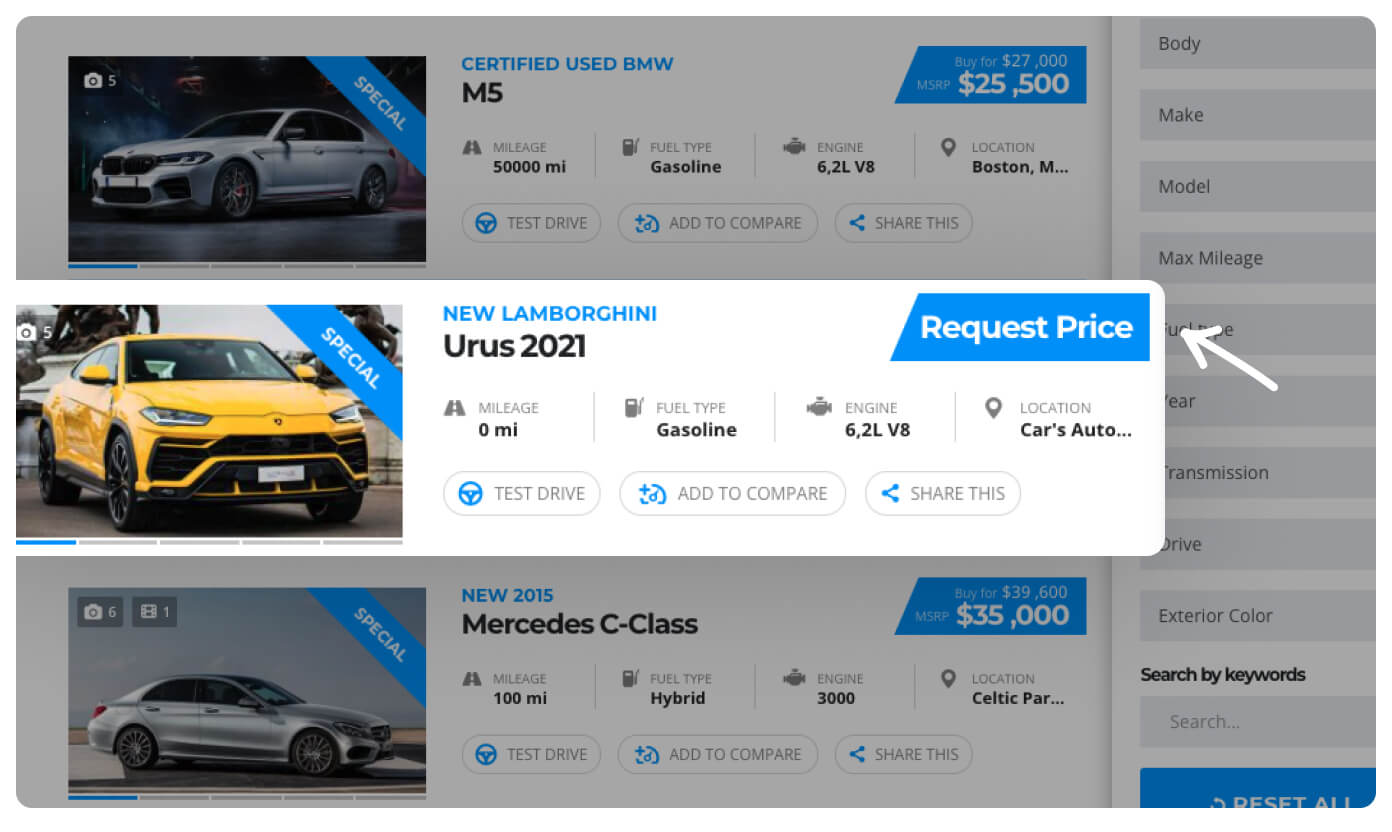 5
SPECIAL
CERTIFIED USED BMW
M5
Buy for $27 ,000
MSRP $25 ,500
MILEAGE
50000 mi
FUEL TYPE
Gasoline
ENGINE
6,2L V8
LOCATION
Boston, M...
TEST DRIVE
ADD TO COMPARE
SHARE THIS
5
SPECIAL
NEW LAMBORGHINI
Urus 2021
Request Price
MILEAGE
0 mi
FUEL TYPE
Gasoline
ENGINE
6,2L V8
LOCATION
Car's Auto...
TEST DRIVE
ADD TO COMPARE
SHARE THIS
6
1
SPECIAL
NEW 2015
Mercedes C-Class
Buy for $39 ,600
MSRP $35 ,000
MILEAGE
100 mi
FUEL TYPE
Hybrid
ENGINE
3000
LOCATION
Celtic Par...
TEST DRIVE
ADD TO COMPARE
SHARE THIS
Body
Make
Model
Max Mileage
Fuel type
Year
Transmission
Drive
Exterior Color
Search by keywords
Search...
RESET ALL